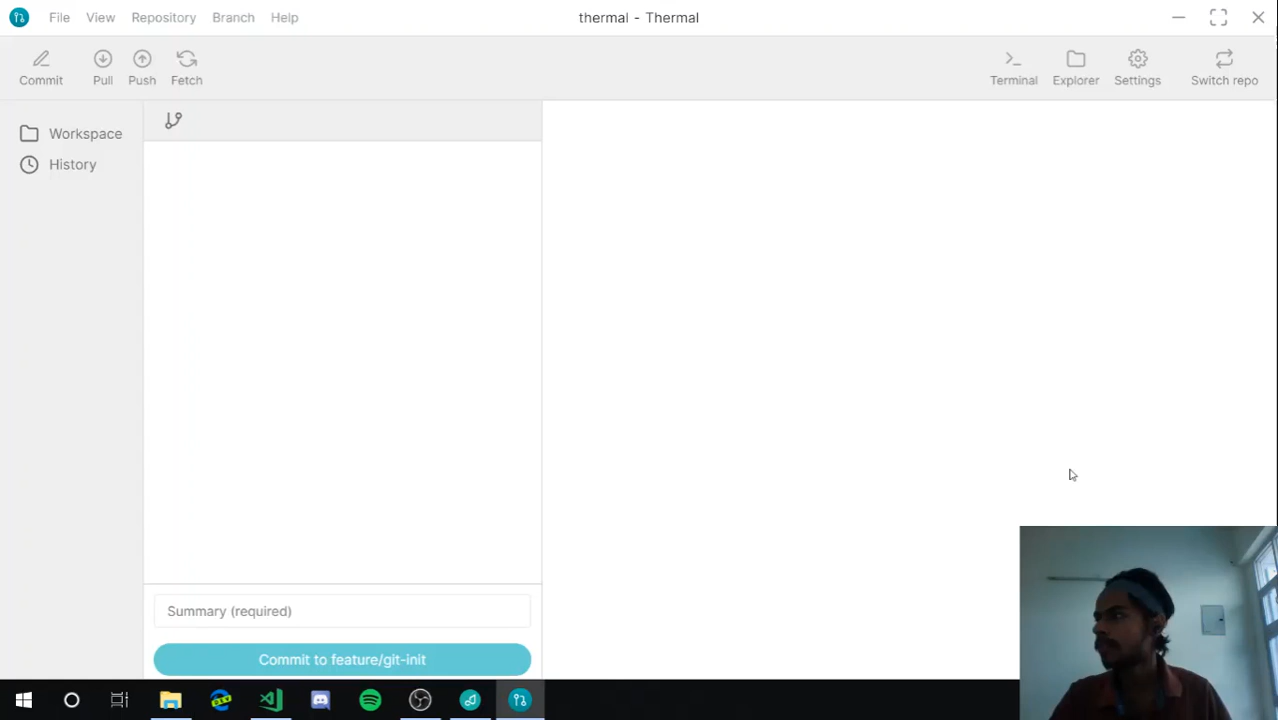 File View Repository Branch Help
thermal - Thermal
Commit Pull Push Fetch
Terminal Explorer Settings Switch repo
Workspace
History
Summary (required)
Commit to feature/git-init
DEV